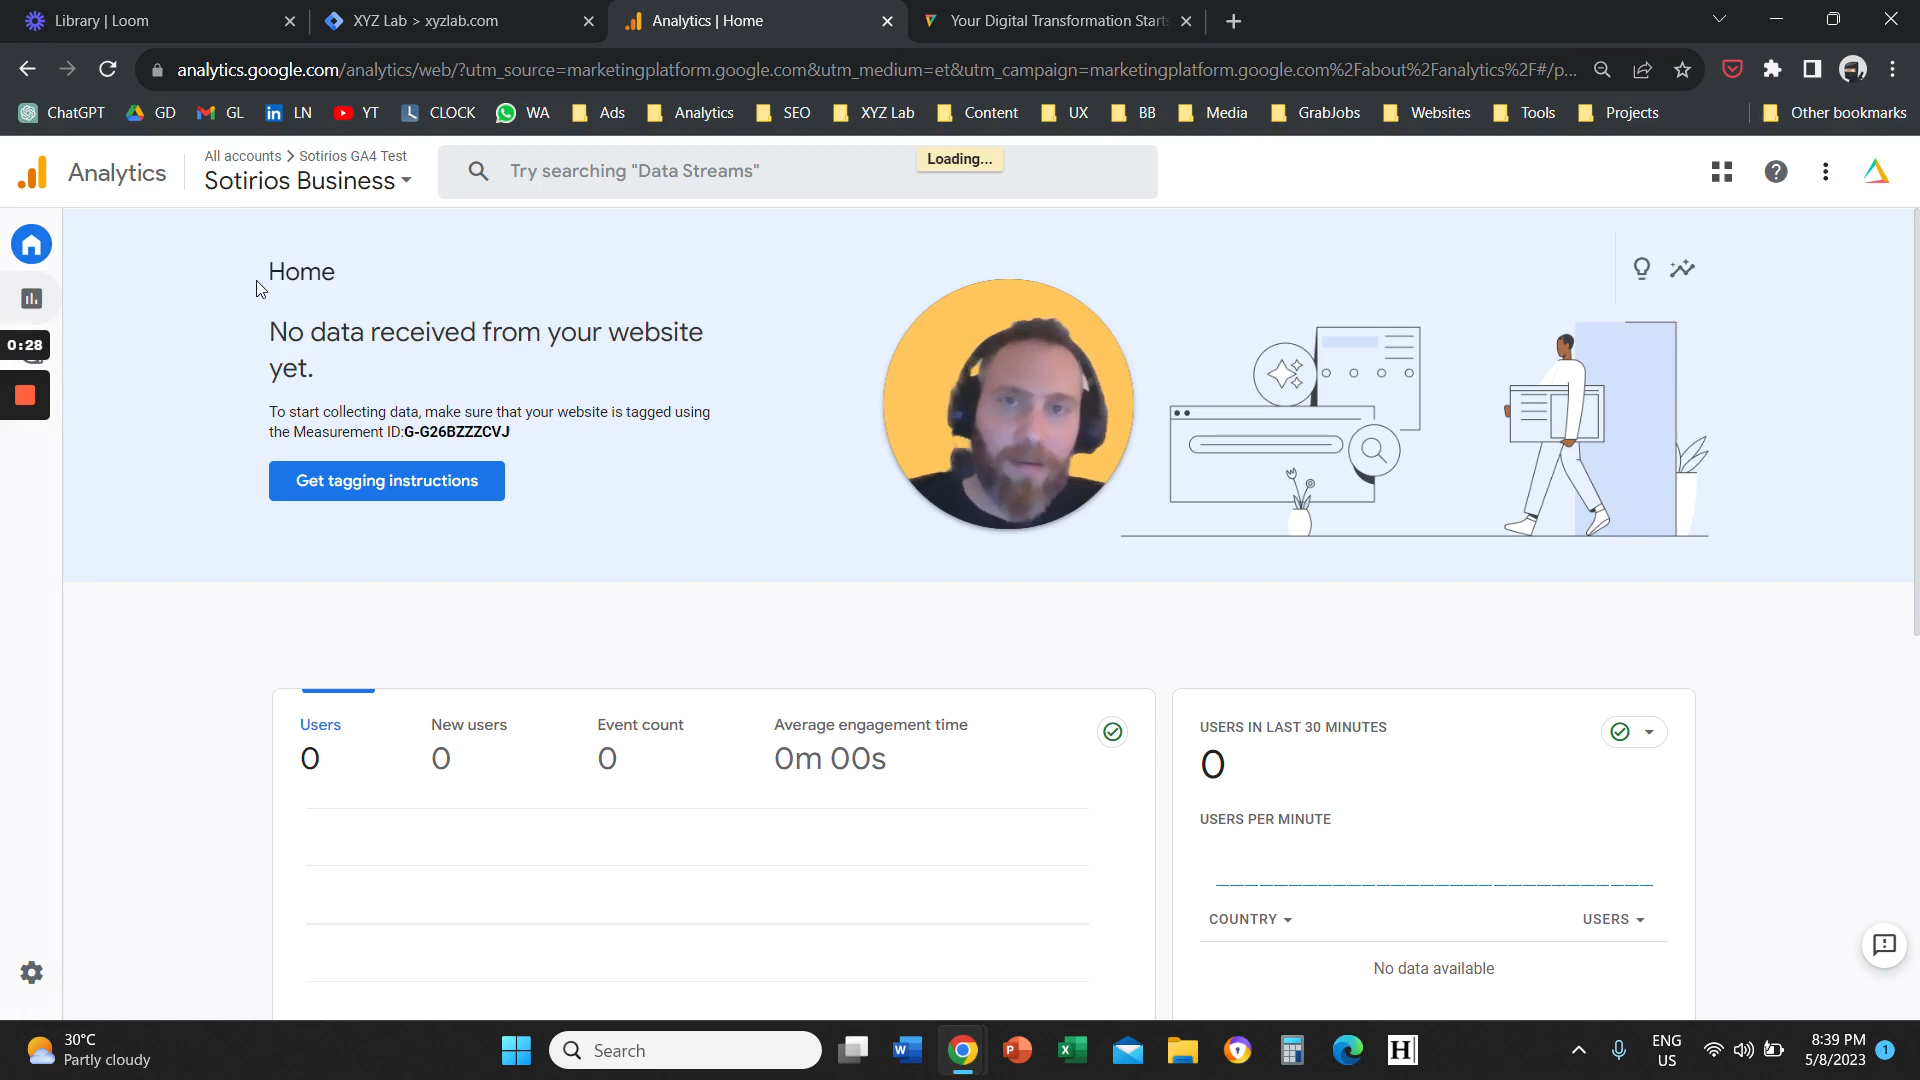 Library | Loom
XYZ Lab > xyzlab.com
Analytics | Home
Your Digital Transformation Starts
analytics.google.com/analytics/web/?utm_source=marketingplatform.google.com&utm_medium=et&utm_campaign=marketingplatform.google.com%2Fabout%2Fanalytics%2F#/p...
ChatGPT GD GL LN YT CLOCK WA Ads Analytics SEO XYZ Lab Content UX BB Media GrabJobs Websites Tools Projects Other bookmarks
Analytics
All accounts > Sotirios GA4 Test
Sotirios Business
Try searching "Data Streams"
Loading...
0:28
Home
No data received from your website
yet.
To start collecting data, make sure that your website is tagged using
the Measurement ID:G-G26BZZZCVJ
Get tagging instructions
Users New users Event count Average engagement time
0 0 0 0m 00s
USERS IN LAST 30 MINUTES
0
USERS PER MINUTE
COUNTRY USERS
No data available
30°C
Partly cloudy
Search
ENG
US
8:39 PM
5/8/2023
1